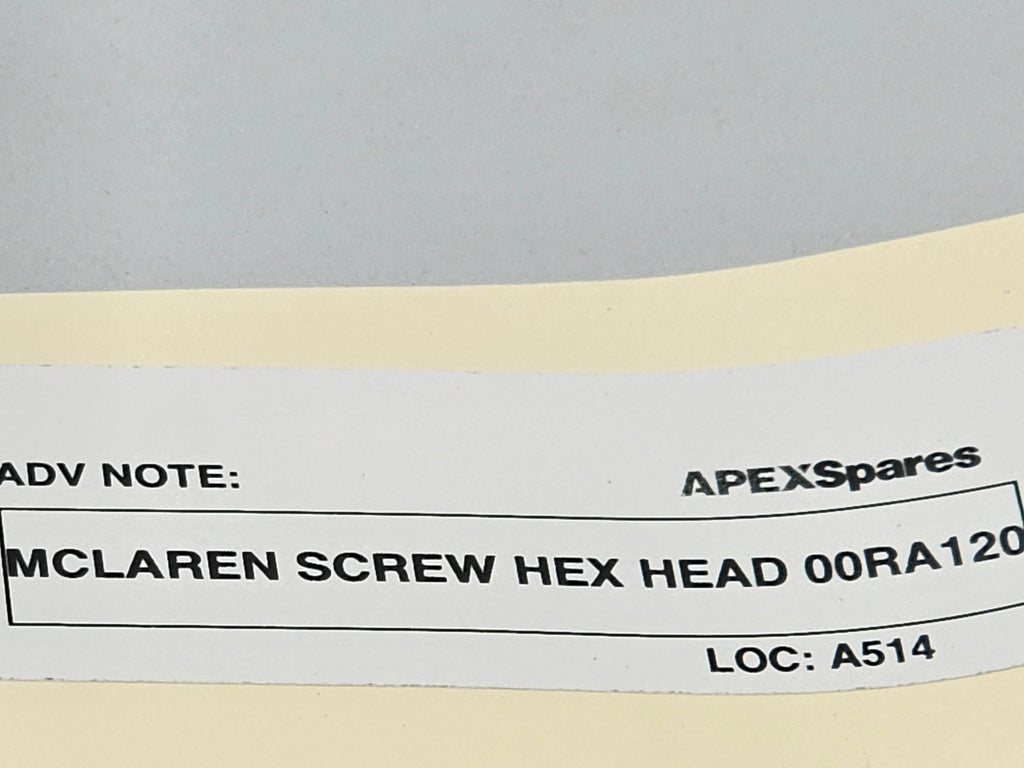 ADV NOTE:
APEXSpares
MCLAREN SCREW HEX HEAD 00RA120
LOC: A514